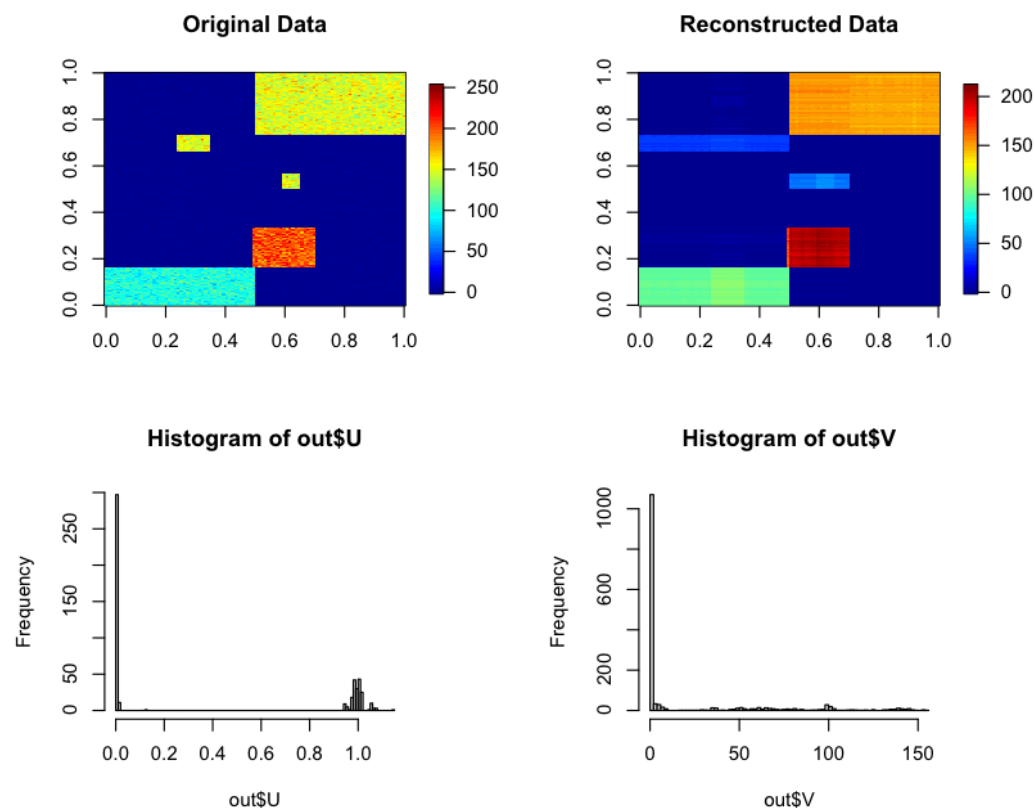 Original Data
Reconstructed Data
0.0 0.2 0.4 0.6 0.8 1.0
0.0 0.2 0.4 0.6 0.8 1.0
250
200
150
100
50
0
0.0 0.2 0.4 0.6 0.8 1.0
0.0 0.2 0.4 0.6 0.8 1.0
200
150
100
50
0
Histogram of out$U
Histogram of out$V
Frequency
0 50 150 250
0.0 0.2 0.4 0.6 0.8 1.0
out$U
Frequency
0 200 600 1000
0 50 100 150
out$V